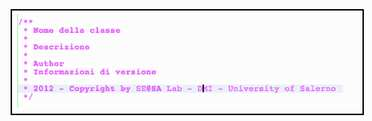 /**
* Nome della classe
*
* Descrizione
*
* Author
* Informazioni di versione
*
* 2012 - Copyright by SE@SA Lab - DMI - University of Salerno
*/